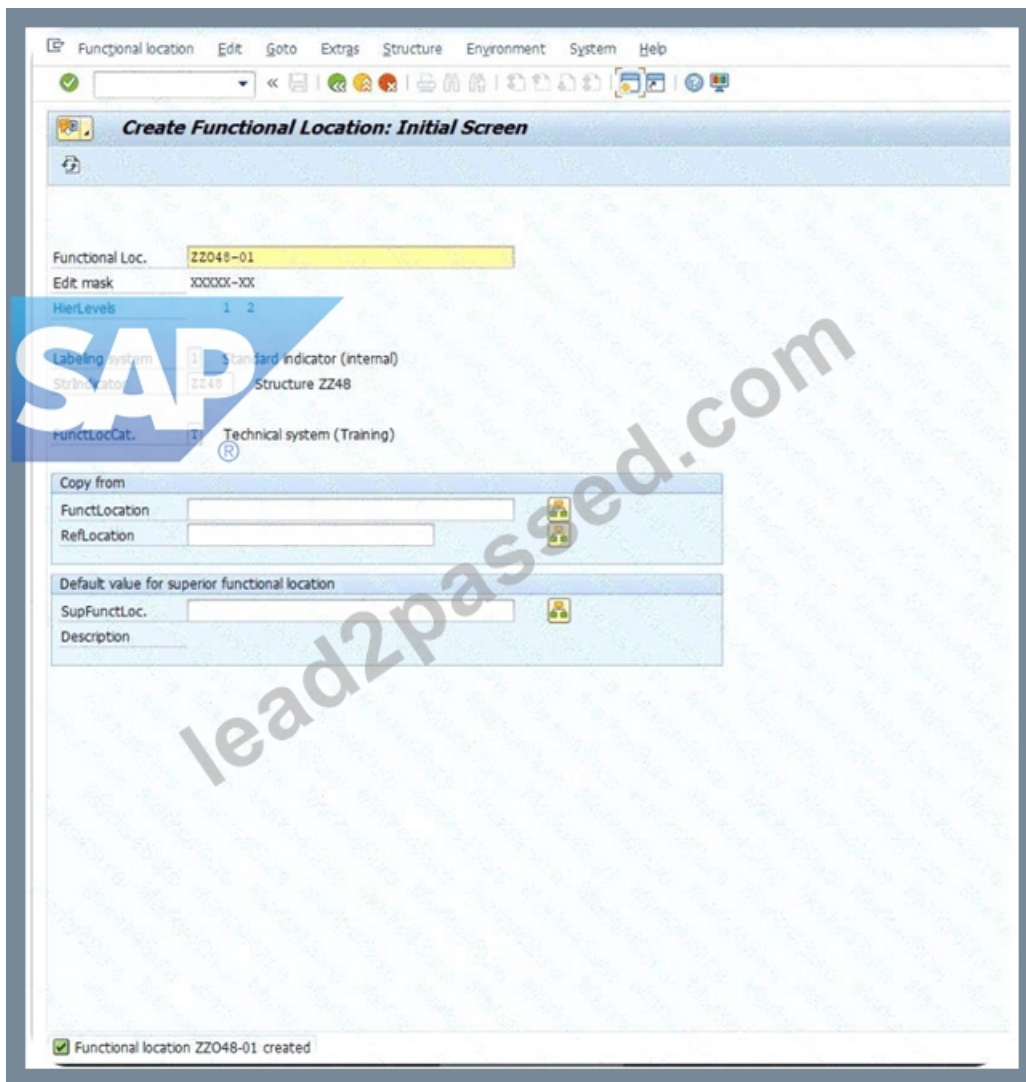 Functional location Edit Goto Extras Structure Environment System Help
Create Functional Location: Initial Screen
Functional Loc. ZZO48-01
Edit mask XXXXX-XX
HierLevels 1 2
Labeling system 1 Standard indicator (internal)
StrIndicator ZZ48 Structure ZZ48
FunctLocCat. Technical system (Training)
SAP
®
Copy from
FunctLocation
RefLocation
Default value for superior functional location
SupFunctLoc.
Description
lead2passed.com
Functional location ZZO48-01 created